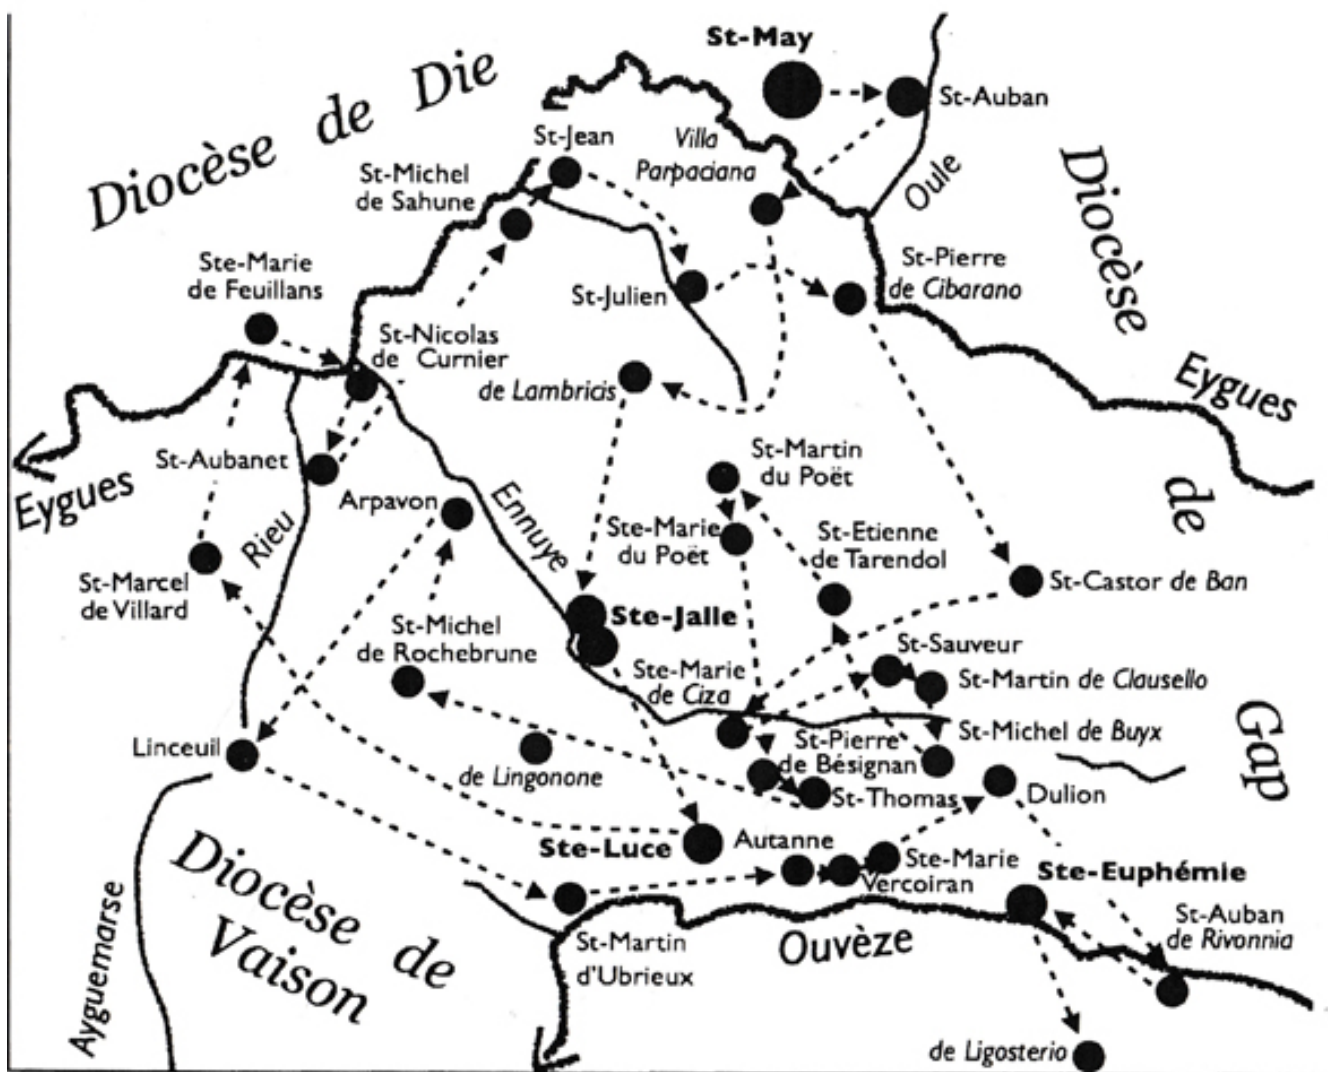 St-May
Diocèse de Die
St-Auban
St-Jean
Villa
Parpaciana
St-Michel
de Sahune
Oule
Diocèse
de
Gap
Ste-Marie
de Feuillans
St-Pierre
de Cibarano
St-Julien
St-Nicolas
de Curnier
de Lambricis
Eygues
St-Aubanet
Eygues
Arpavon
Ennuye
St-Martin
du Poët
Rieu
Ste-Marie
du Poët
St-Etienne
de Tarendol
St-Marcel
de Villard
St-Castor de Ban
Ste-Jalle
St-Michel
de Rochebrune
St-Sauveur
Ste-Marie
de Ciza
St-Martin de Clausello
St-Michel de Buyx
Linceuil
de Lingonone
St-Pierre
de Bésignan
St-Thomas
Dulion
Ste-Luce
Autanne
Ste-Marie
Vercoiran
Ste-Euphémie
Diocèse de
Vaison
Ayguemarse
St-Martin
d'Ubrieux
Ouvèze
St-Auban
de Rivonnia
de Ligosterio